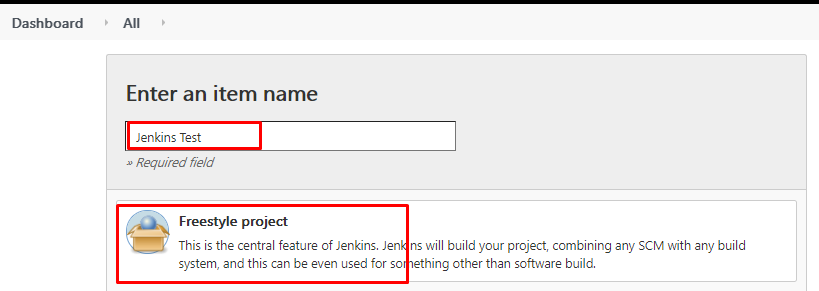 Dashboard All
Enter an item name
Jenkins Test
» Required field
Freestyle project
This is the central feature of Jenkins. Jenkins will build your project, combining any SCM with any build
system, and this can be even used for something other than software build.